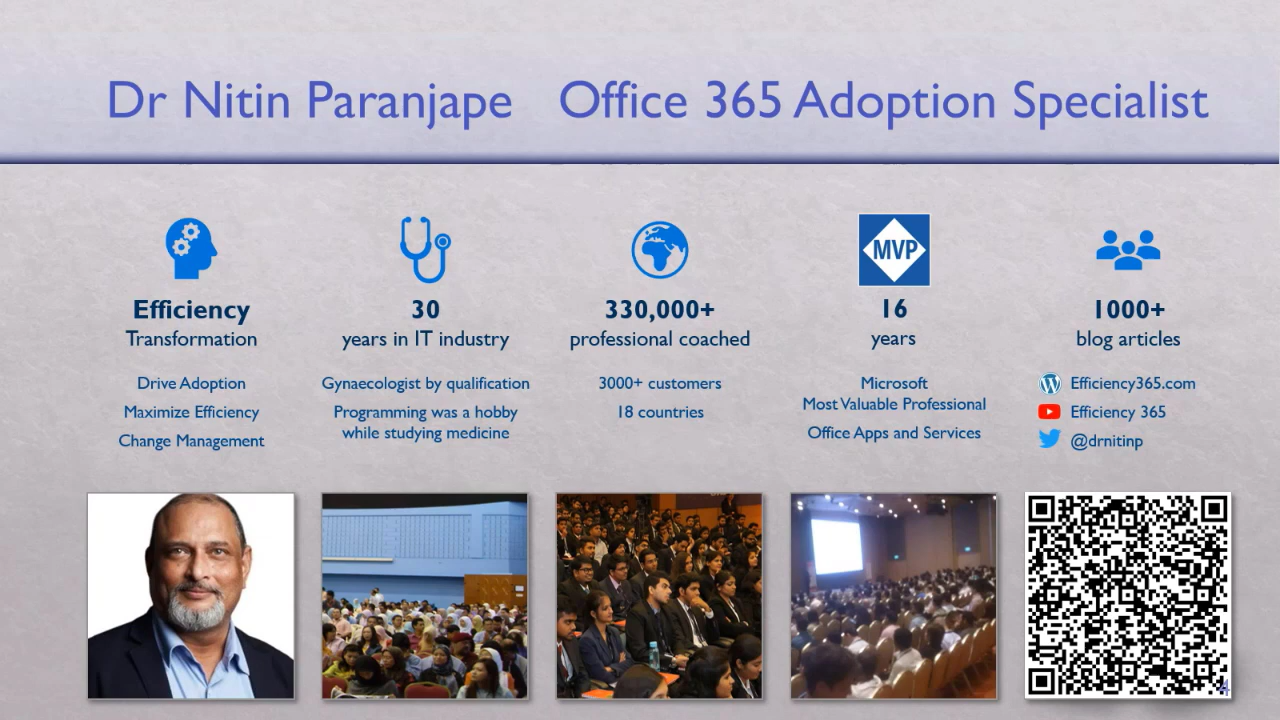 Dr Nitin Paranjape   Office 365 Adoption Specialist
Efficiency
Transformation
Drive Adoption
Maximize Efficiency
Change Management
30
years in IT industry
Gynaecologist by qualification
Programming was a hobby
while studying medicine
330,000+
professional coached
3000+ customers
18 countries
MVP
16
years
Microsoft
Most Valuable Professional
Office Apps and Services
1000+
blog articles
Efficiency365.com
Efficiency 365
@drnitinp
4